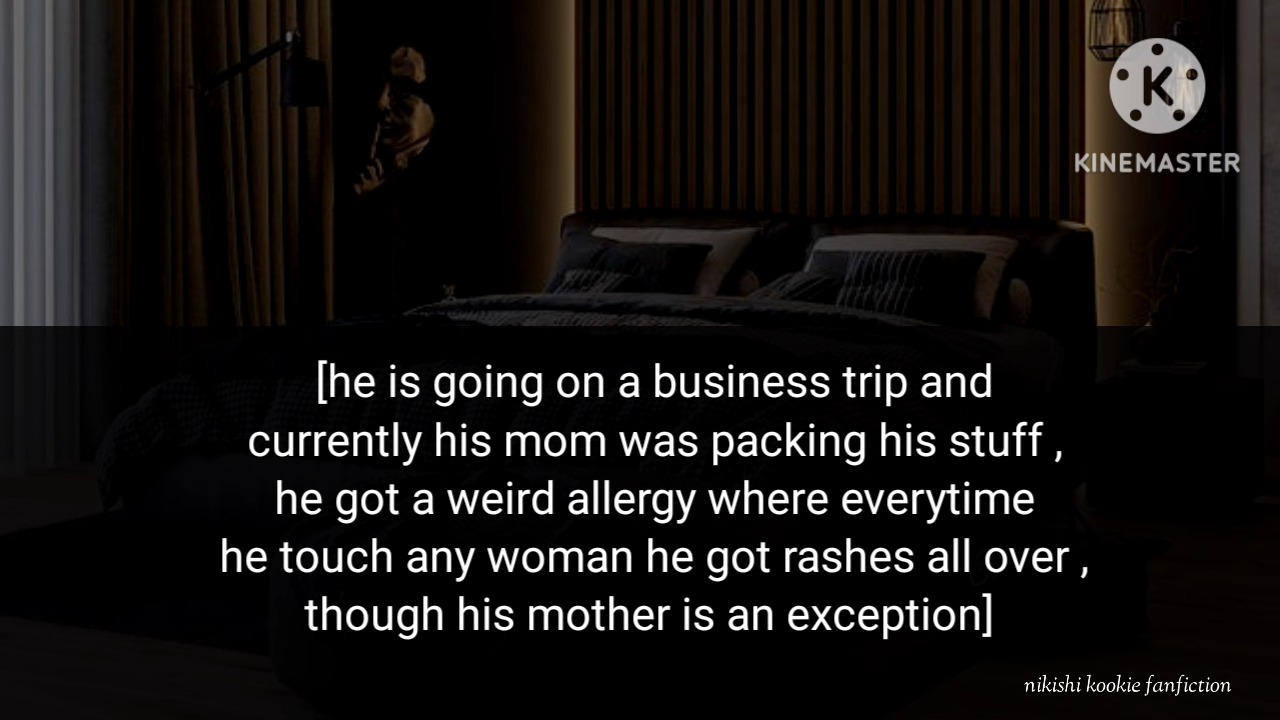 K
KINEMASTER
[he is going on a business trip and
currently his mom was packing his stuff ,
he got a weird allergy where everytime
he touch any woman he got rashes all over ,
though his mother is an exception]
nikishi kookie fanfiction